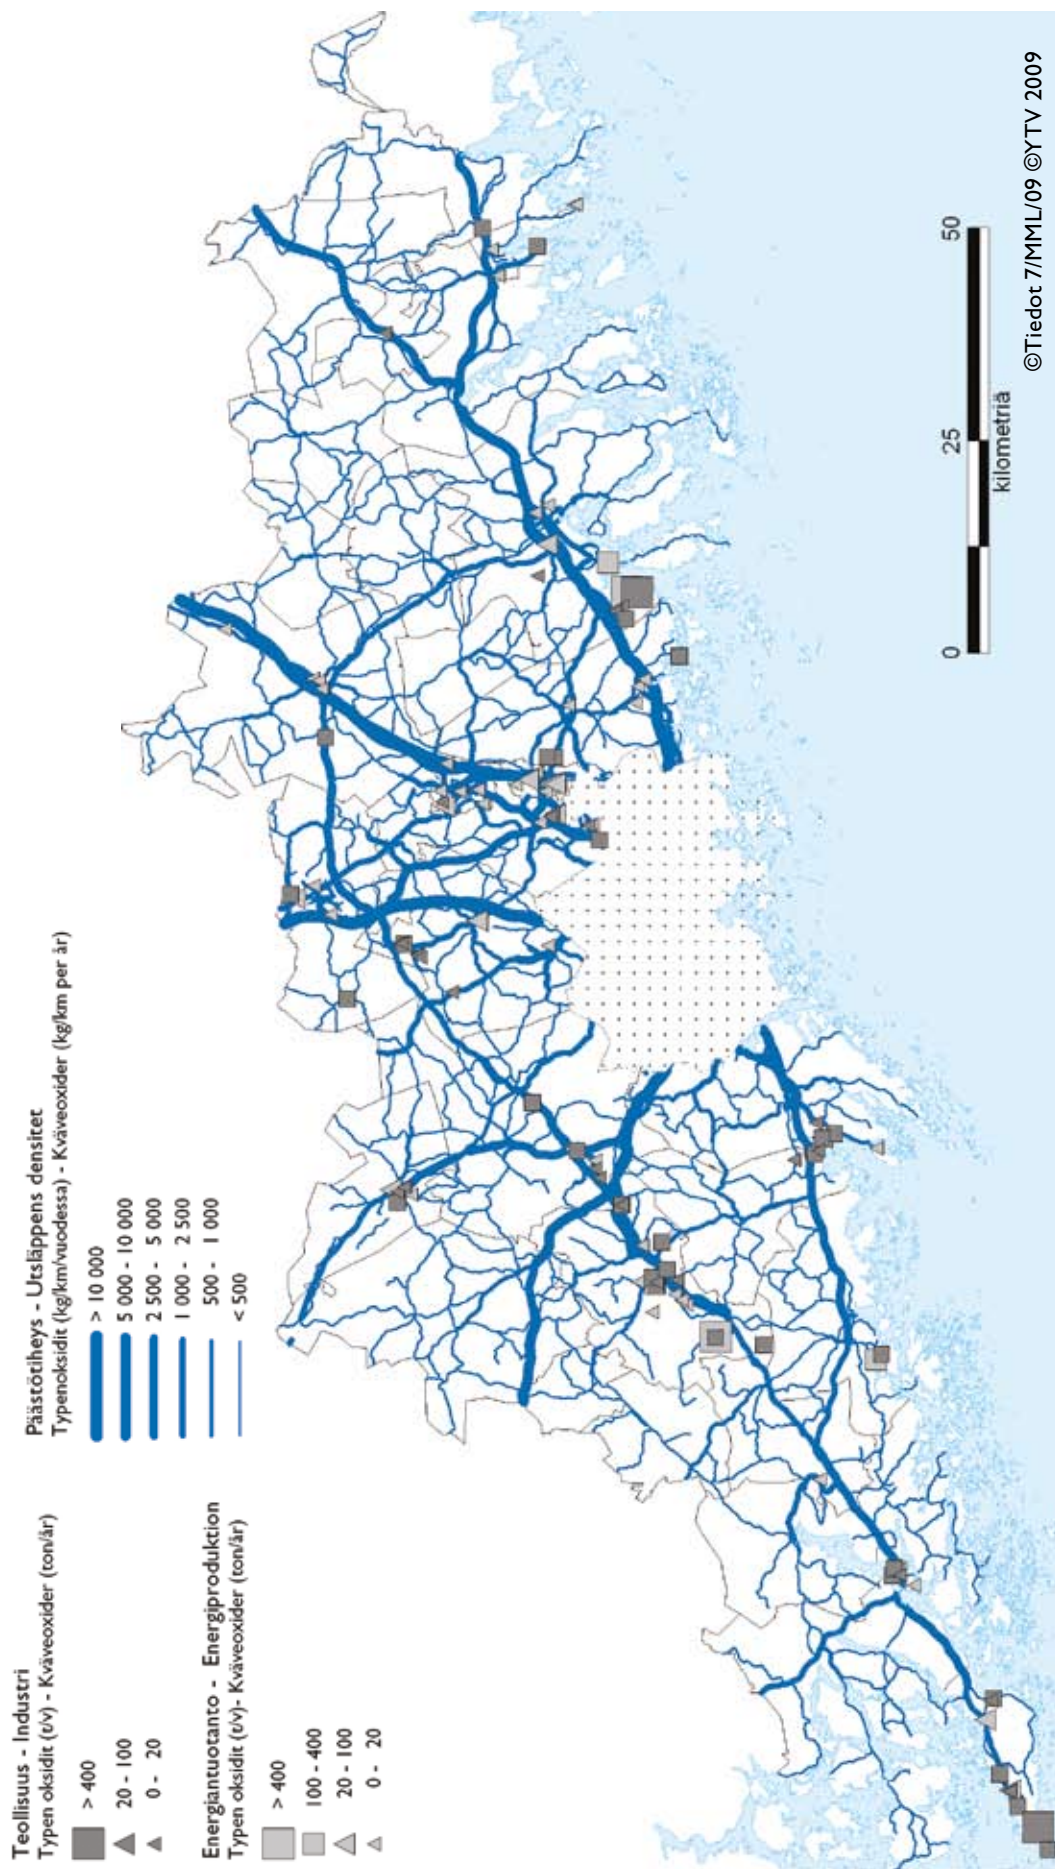 Teollisuus - Industri
Typen oksidit (t/v) - Kväveoxider (ton/år)
> 400
20 - 100
0 - 20
Energiantuotanto - Energiproduktion
Typen oksidit (t/v)- Kväveoxider (ton/år)
> 400
100 - 400
20 - 100
0 - 20
Päästötiheys - Utsläppens densitet
Typenoksidit (kg/km/vuodessa) - Kväveoxider (kg/km per år)
> 10 000
5 000 - 10 000
2 500 - 5 000
1 000 - 2 500
500 - 1 000
< 500
0 25 50
kilometriä
©Tiedot 7/MML/09 ©YTV 2009